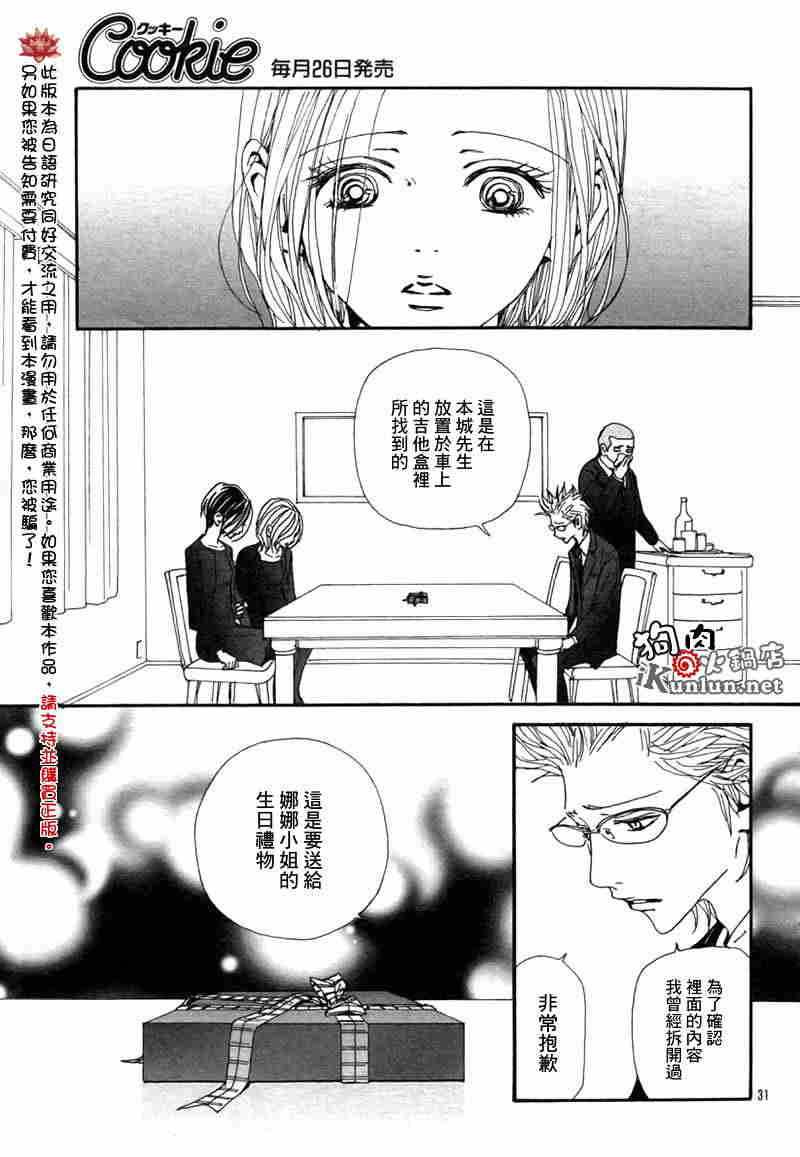 クッキー
Cookie
毎月26日発売
此版本為日語研究同好交流之用，請勿用於任何商業用途。如果您喜歡本作品，請支持並購買正版。
另如果您被告知需要付費，才能看到本漫畫，那麼，您被騙了！
這是在
本城先生
放置於車上
的吉他盒裡
所找到的
狗肉火鍋店
iKunlun.net
為了確認
裡面的內容
我曾經拆開過
非常抱歉
這是要送給
娜娜小姐的
生日禮物
31